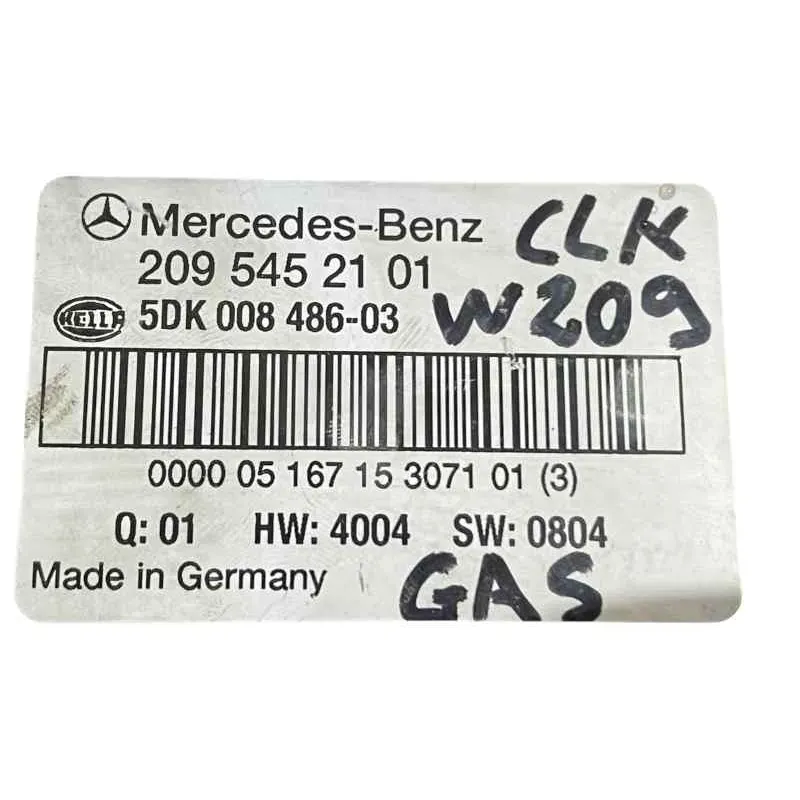 Mercedes-Benz CLK
209 545 21 01
HELLA 5DK 008 486-03 W209
0000 05 167 15 3071 01 (3)
Q: 01 HW: 4004 SW: 0804
Made in Germany GAS